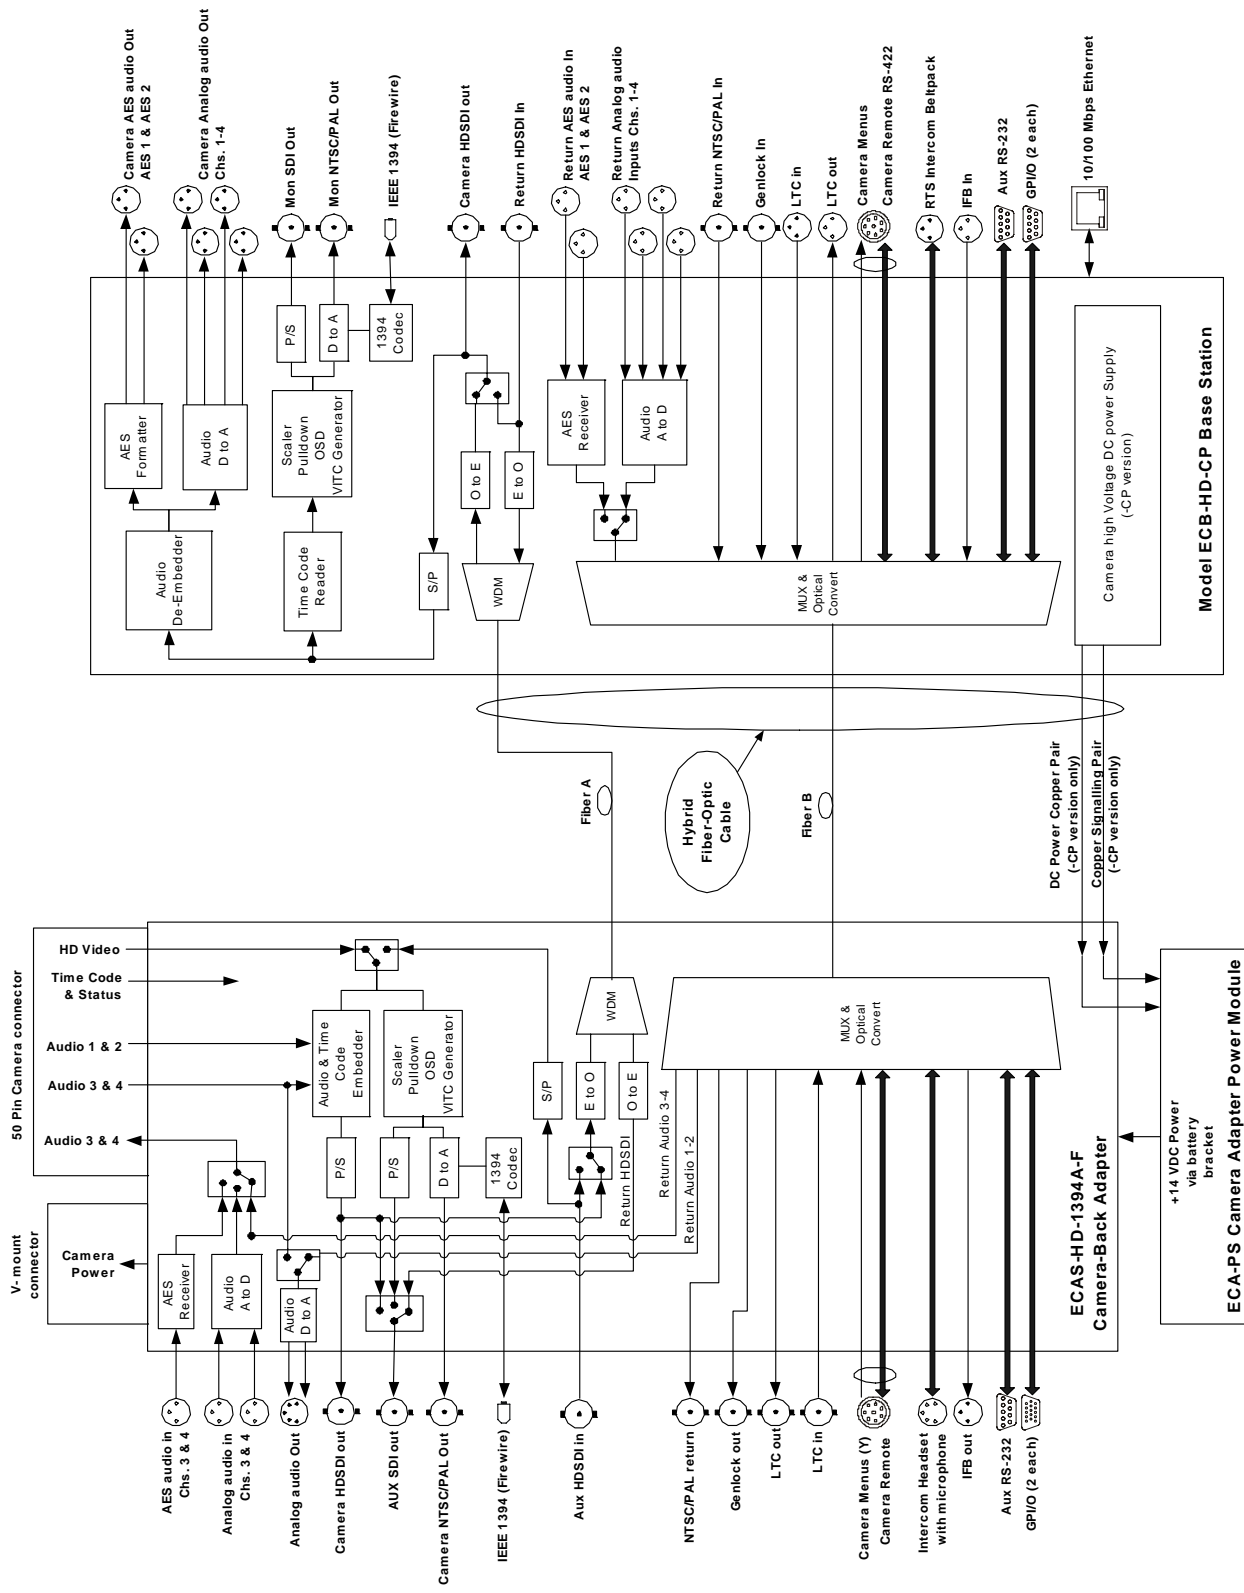 Camera AES audio Out
AES 1 & AES 2
Camera Analog audio Out
Chs. 1-4
Mon SDI Out
Mon NTSC/PAL Out
IEEE 1394 (Firewire)
Camera HDSDI out
Return HDSDI In
Return AES audio In
AES 1 & AES 2
Return Analog audio
Inputs Chs. 1-4
Return NTSC/PAL In
Genlock In
LTC in
LTC out
Camera Menus
Camera Remote RS-422
RTS Intercom Beltpack
IFB In
Aux RS-232
GPI/O (2 each)
10/100 Mbps Ethernet
AES
Formatter
Audio
D to A
P/S
D to A
1394
Codec
Scaler
Pulldown
OSD
VITC Generator
Audio
De-Embedder
Time Code
Reader
S/P
O to E
E to O
WDM
AES
Receiver
Audio
A to D
MUX &
Optical
Convert
Camera high Voltage DC power Supply
(-CP version)
Model ECB-HD-CP Base Station
Fiber A
Hybrid
Fiber-Optic
Cable
Fiber B
DC Power Copper Pair
(-CP version only)
Copper Signalling Pair
(-CP version only)
50 Pin Camera connector
HD Video
Time Code
& Status
Audio 1 & 2
Audio 3 & 4
Audio 3 & 4
V- mount
connector
Camera
Power
Audio & Time
Code
Embedder
Scaler
Pulldown
OSD
VITC Generator
P/S
P/S
D to A
1394
Codec
S/P
E to O
O to E
WDM
Return HDSDI
Return Audio 3-4
Return Audio 1-2
MUX &
Optical
Convert
AES
Receiver
Audio
A to D
Audio
D to A
ECAS-HD-1394A-F
Camera-Back Adapter
+14 VDC Power
via battery
bracket
ECA-PS Camera Adapter Power Module
AES audio in
Chs. 3 & 4
Analog audio in
Chs. 3 & 4
Analog audio Out
Camera HDSDI out
AUX SDI out
Camera NTSC/PAL Out
IEEE 1394 (Firewire)
Aux HDSDI in
NTSC/PAL return
Genlock out
LTC out
LTC in
Camera Menus (Y)
Camera Remote
Intercom Headset
with microphone
IFB out
Aux RS-232
GPI/O (2 each)